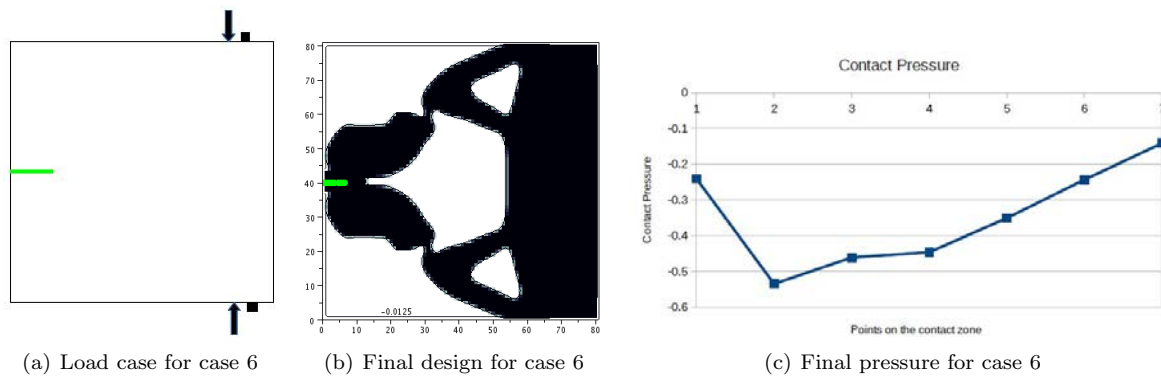 80
70
60
50
40
30
20
10
0
-0.0125
0 10 20 30 40 50 60 70 80
Contact Pressure
0
-0.1
-0.2
-0.3
-0.4
-0.5
-0.6
1 2 3 4 5 6 7
Contact Pressure
Points on the contact zone
(a) Load case for case 6
(b) Final design for case 6
(c) Final pressure for case 6